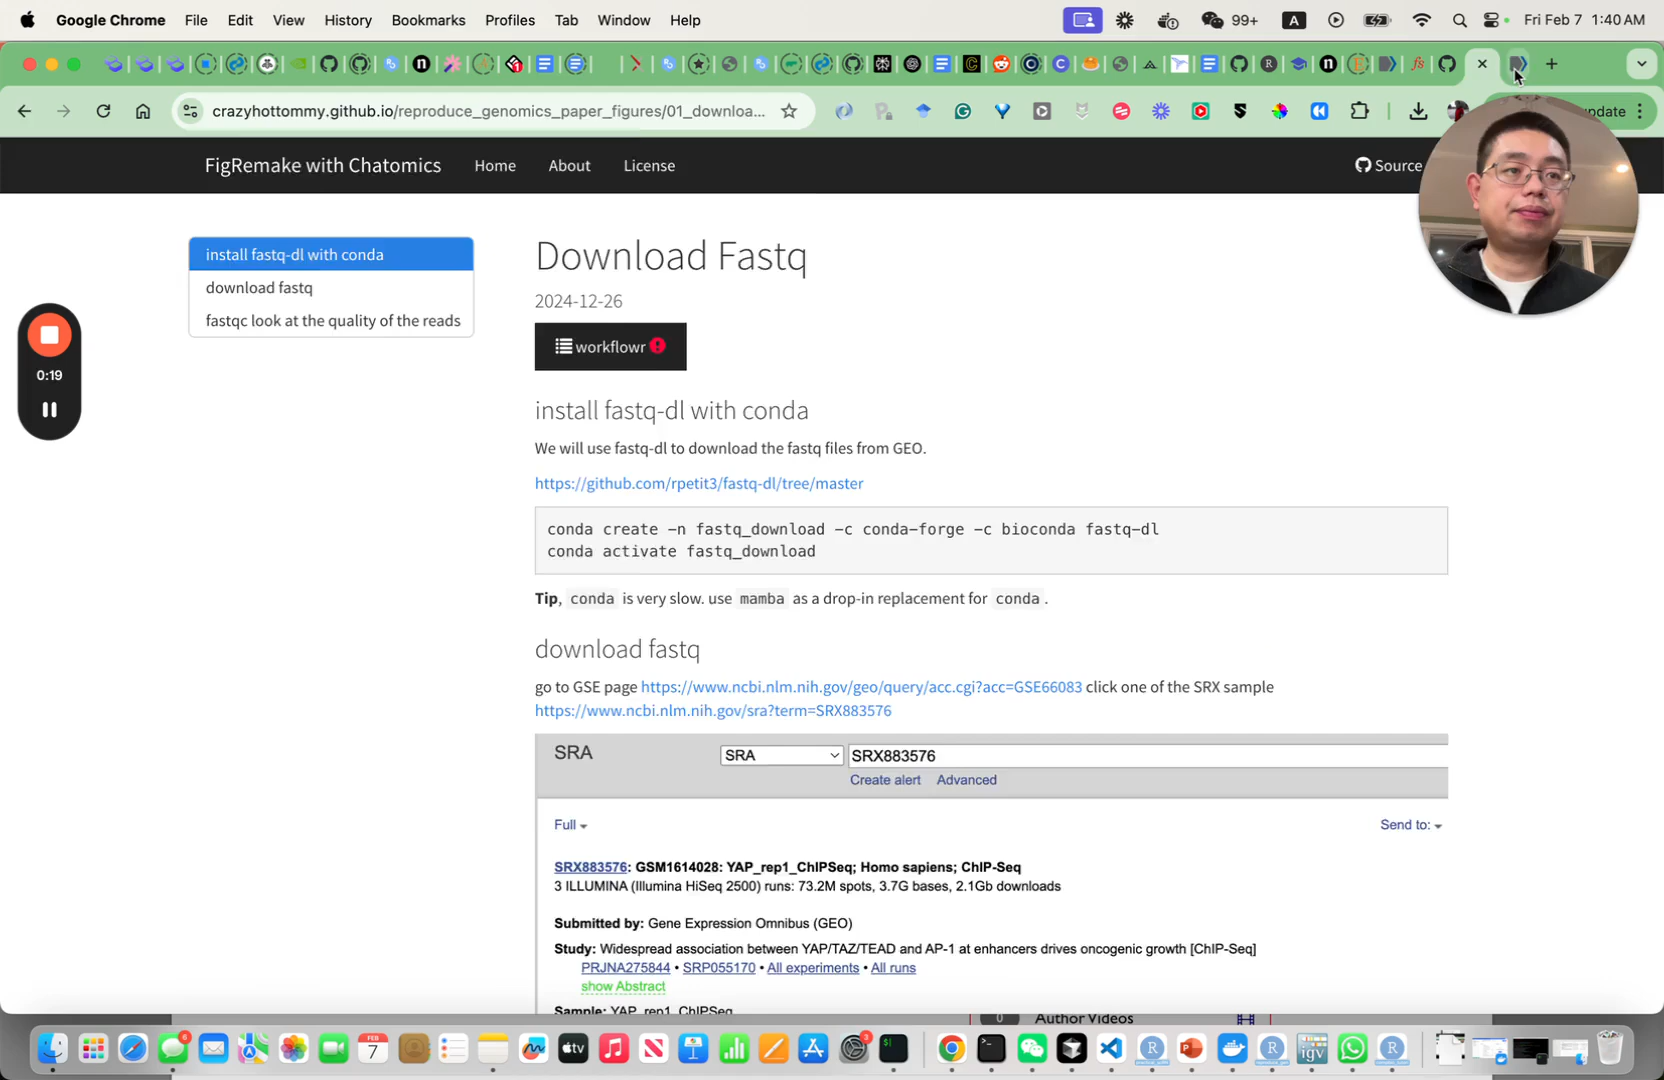 Google Chrome File Edit View History Bookmarks Profiles Tab Window Help 99+ A Fri Feb 7 1:40 AM
crazyhottommy.github.io/reproduce_genomics_paper_figures/01_downloa...
FigRemake with Chatomics Home About License Source
install fastq-dl with conda
download fastq
fastqc look at the quality of the reads
0:19
Download Fastq
2024-12-26
workflowr
install fastq-dl with conda
We will use fastq-dl to download the fastq files from GEO.
https://github.com/rpetit3/fastq-dl/tree/master
conda create -n fastq_download -c conda-forge -c bioconda fastq-dl
conda activate fastq_download
Tip, conda is very slow. use mamba as a drop-in replacement for conda .
download fastq
go to GSE page https://www.ncbi.nlm.nih.gov/geo/query/acc.cgi?acc=GSE66083 click one of the SRX sample
https://www.ncbi.nlm.nih.gov/sra?term=SRX883576
SRA SRA SRX883576
Create alert Advanced
Full Send to:
SRX883576: GSM1614028: YAP_rep1_ChIPSeq; Homo sapiens; ChIP-Seq
3 ILLUMINA (Illumina HiSeq 2500) runs: 73.2M spots, 3.7G bases, 2.1Gb downloads
Submitted by: Gene Expression Omnibus (GEO)
Study: Widespread association between YAP/TAZ/TEAD and AP-1 at enhancers drives oncogenic growth [ChIP-Seq]
PRJNA275844 • SRP055170 • All experiments • All runs
show Abstract
Sample: YAP_rep1_ChIPSeq
0 Author Videos